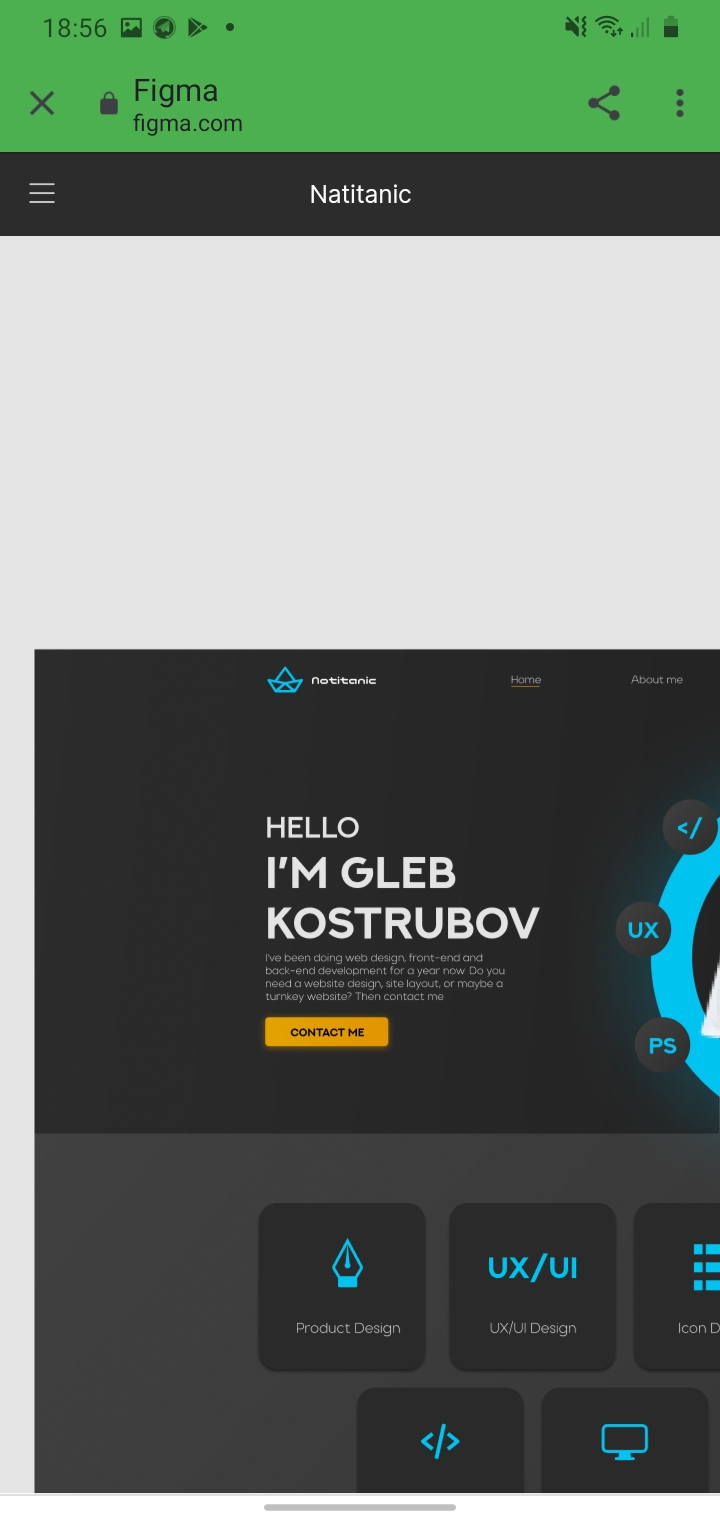 18:56
Figma
figma.com
Natitanic
Natitanic
Home
About me
HELLO
I'M GLEB
KOSTRUBOV
I've been doing web design, front-end and
back-end development for a year now. Do you
need a website design, site layout, or maybe a
turnkey website? Then contact me
CONTACT ME
</
UX
PS
UX/UI
Product Design
UX/UI Design
Icon D
</>